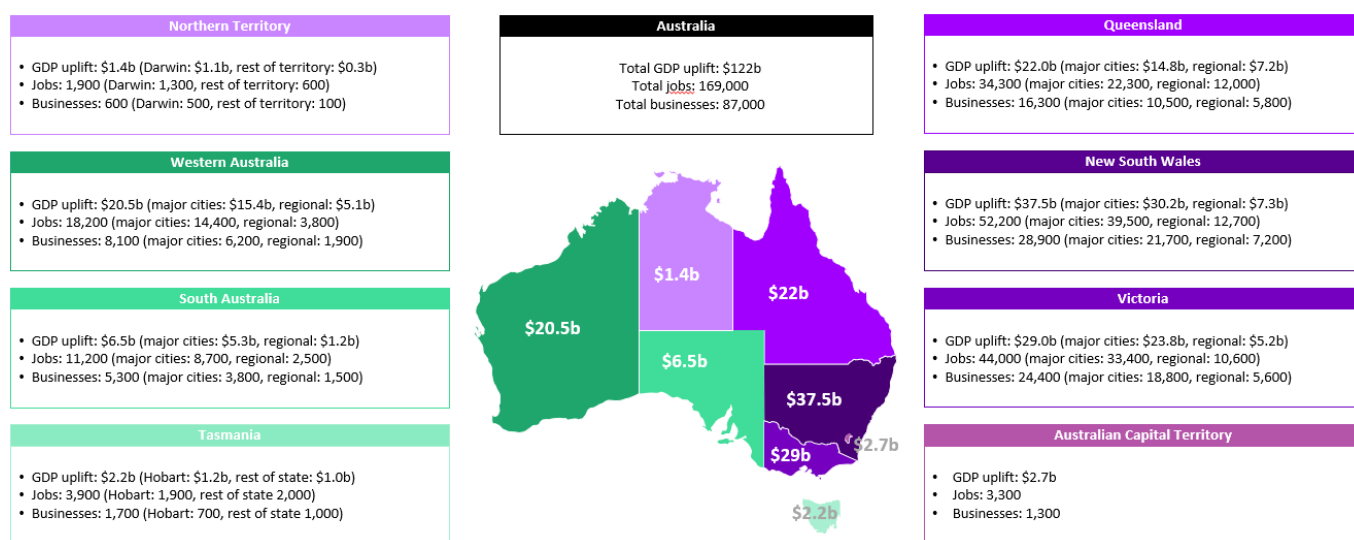 Northern Territory
• GDP uplift: $1.4b (Darwin: $1.1b, rest of territory: $0.3b)
• Jobs: 1,900 (Darwin: 1,300, rest of territory: 600)
• Businesses: 600 (Darwin: 500, rest of territory: 100)
Australia
Total GDP uplift: $122b
Total jobs: 169,000
Total businesses: 87,000
Queensland
• GDP uplift: $22.0b (major cities: $14.8b, regional: $7.2b)
• Jobs: 34,300 (major cities: 22,300, regional: 12,000)
• Businesses: 16,300 (major cities: 10,500, regional: 5,800)
Western Australia
• GDP uplift: $20.5b (major cities: $15.4b, regional: $5.1b)
• Jobs: 18,200 (major cities: 14,400, regional: 3,800)
• Businesses: 8,100 (major cities: 6,200, regional: 1,900)
New South Wales
• GDP uplift: $37.5b (major cities: $30.2b, regional: $7.3b)
• Jobs: 52,200 (major cities: 39,500, regional: 12,700)
• Businesses: 28,900 (major cities: 21,700, regional: 7,200)
South Australia
• GDP uplift: $6.5b (major cities: $5.3b, regional: $1.2b)
• Jobs: 11,200 (major cities: 8,700, regional: 2,500)
• Businesses: 5,300 (major cities: 3,800, regional: 1,500)
Victoria
• GDP uplift: $29.0b (major cities: $23.8b, regional: $5.2b)
• Jobs: 44,000 (major cities: 33,400, regional: 10,600)
• Businesses: 24,400 (major cities: 18,800, regional: 5,600)
Tasmania
• GDP uplift: $2.2b (Hobart: $1.2b, rest of state: $1.0b)
• Jobs: 3,900 (Hobart: 1,900, rest of state 2,000)
• Businesses: 1,700 (Hobart: 700, rest of state 1,000)
Australian Capital Territory
• GDP uplift: $2.7b
• Jobs: 3,300
• Businesses: 1,300
$1.4b
$22b
$20.5b
$6.5b
$37.5b
$2.7b
$29b
$2.2b